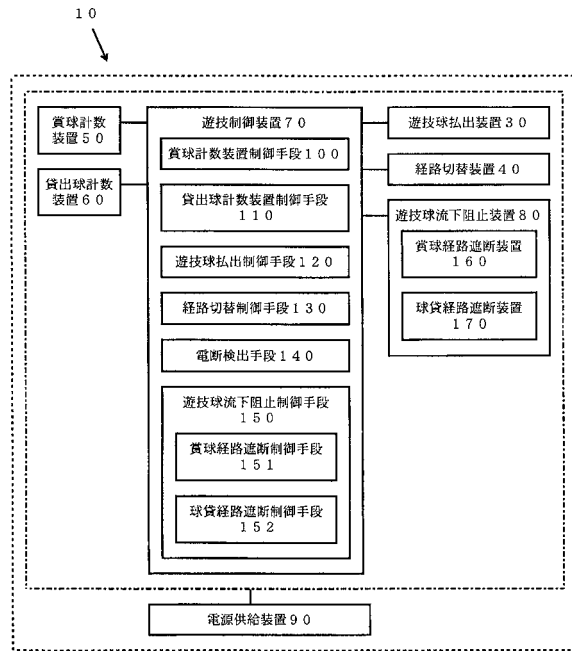 １０
賞球計数
装置５０
貸出球計数
装置６０
遊技制御装置７０
賞球計数装置制御手段１００
貸出球計数装置制御手段
１１０
遊技球払出制御手段１２０
経路切替制御手段１３０
電断検出手段１４０
遊技球流下阻止制御手段
１５０
賞球経路遮断制御手段
１５１
球貸経路遮断制御手段
１５２
遊技球払出装置３０
経路切替装置４０
遊技球流下阻止装置８０
賞球経路遮断装置
１６０
球貸経路遮断装置
１７０
電源供給装置９０